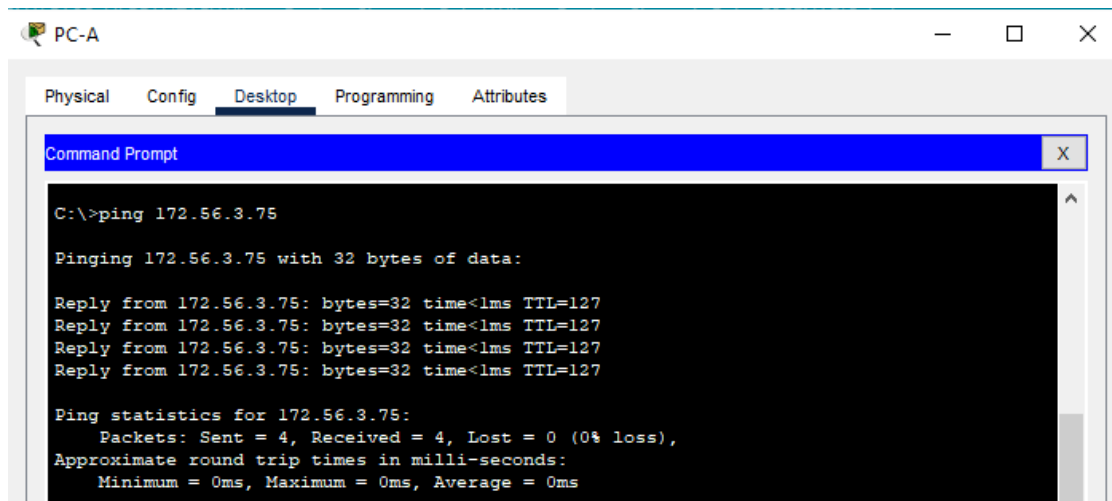 PC-A
Physical Config Desktop Programming Attributes
Command Prompt
X
C:\>ping 172.56.3.75
Pinging 172.56.3.75 with 32 bytes of data:
Reply from 172.56.3.75: bytes=32 time<1ms TTL=127
Reply from 172.56.3.75: bytes=32 time<1ms TTL=127
Reply from 172.56.3.75: bytes=32 time<1ms TTL=127
Reply from 172.56.3.75: bytes=32 time<1ms TTL=127
Ping statistics for 172.56.3.75:
Packets: Sent = 4, Received = 4, Lost = 0 (0% loss),
Approximate round trip times in milli-seconds:
Minimum = 0ms, Maximum = 0ms, Average = 0ms